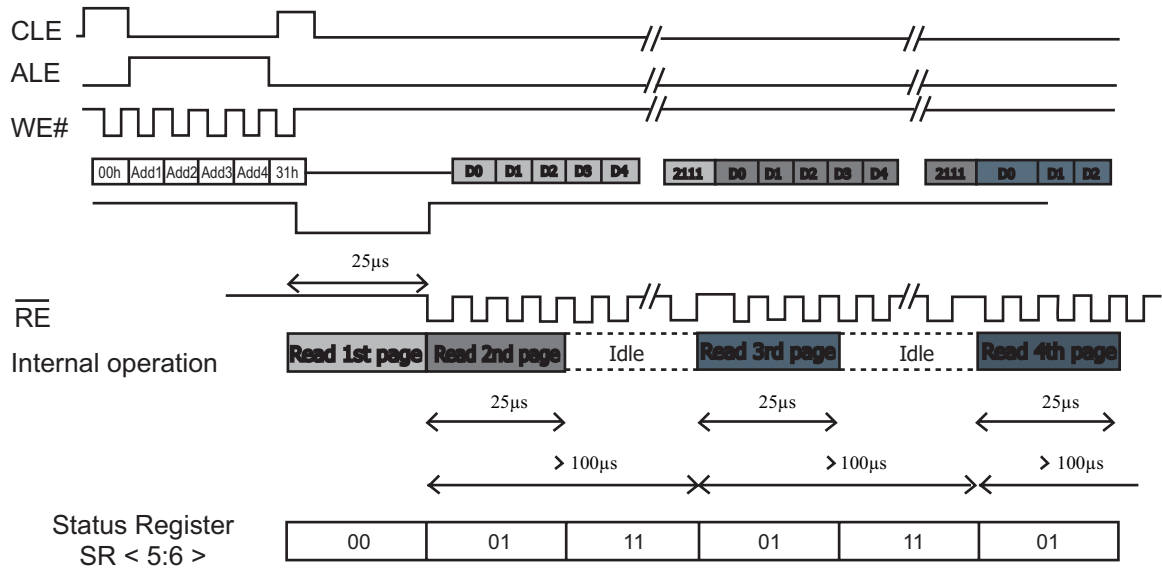 CLE
ALE
WE#
00h Add1 Add2 Add3 Add4 31h D0 D1 D2 D3 D4 2111 D0 D1 D2 D3 D4 2111 D0 D1 D2
25µs
RE
Internal operation Read 1st page Read 2nd page Idle Read 3rd page Idle Read 4th page
25µs 25µs 25µs
> 100µs > 100µs > 100µs
Status Register
SR < 5:6 >
00 01 11 01 11 01